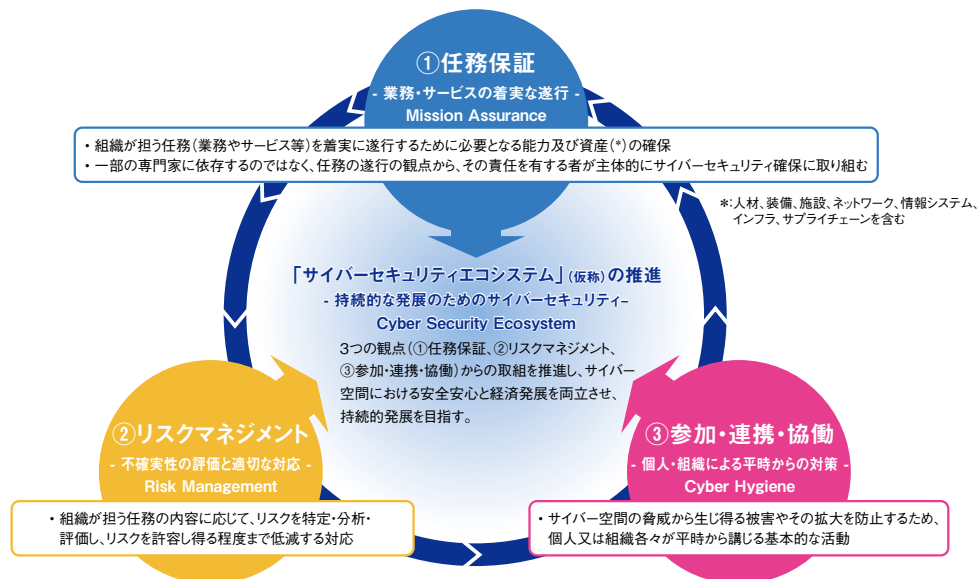 ①任務保証
- 業務・サービスの着実な遂行 -
Mission Assurance
・組織が担う任務（業務やサービス等）を着実に遂行するために必要となる能力及び資産（*）の確保
・一部の専門家に依存するのではなく、任務の遂行の観点から、その責任を有する者が主体的にサイバーセキュリティ確保に取り組む
＊：人材、装備、施設、ネットワーク、情報システム、
インフラ、サプライチェーンを含む
「サイバーセキュリティエコシステム」（仮称）の推進
- 持続的な発展のためのサイバーセキュリティ–
Cyber Security Ecosystem
3つの観点（①任務保証、②リスクマネジメント、
③参加・連携・協働）からの取組を推進し、サイバー
空間における安全安心と経済発展を両立させ、
持続的発展を目指す。
②リスクマネジメント
- 不確実性の評価と適切な対応 -
Risk Management
・組織が担う任務の内容に応じて、リスクを特定・分析・
評価し、リスクを許容し得る程度まで低減する対応
③参加・連携・協働
- 個人・組織による平時からの対策 -
Cyber Hygiene
・サイバー空間の脅威から生じ得る被害やその拡大を防止するため、
個人又は組織各々が平時から講じる基本的な活動